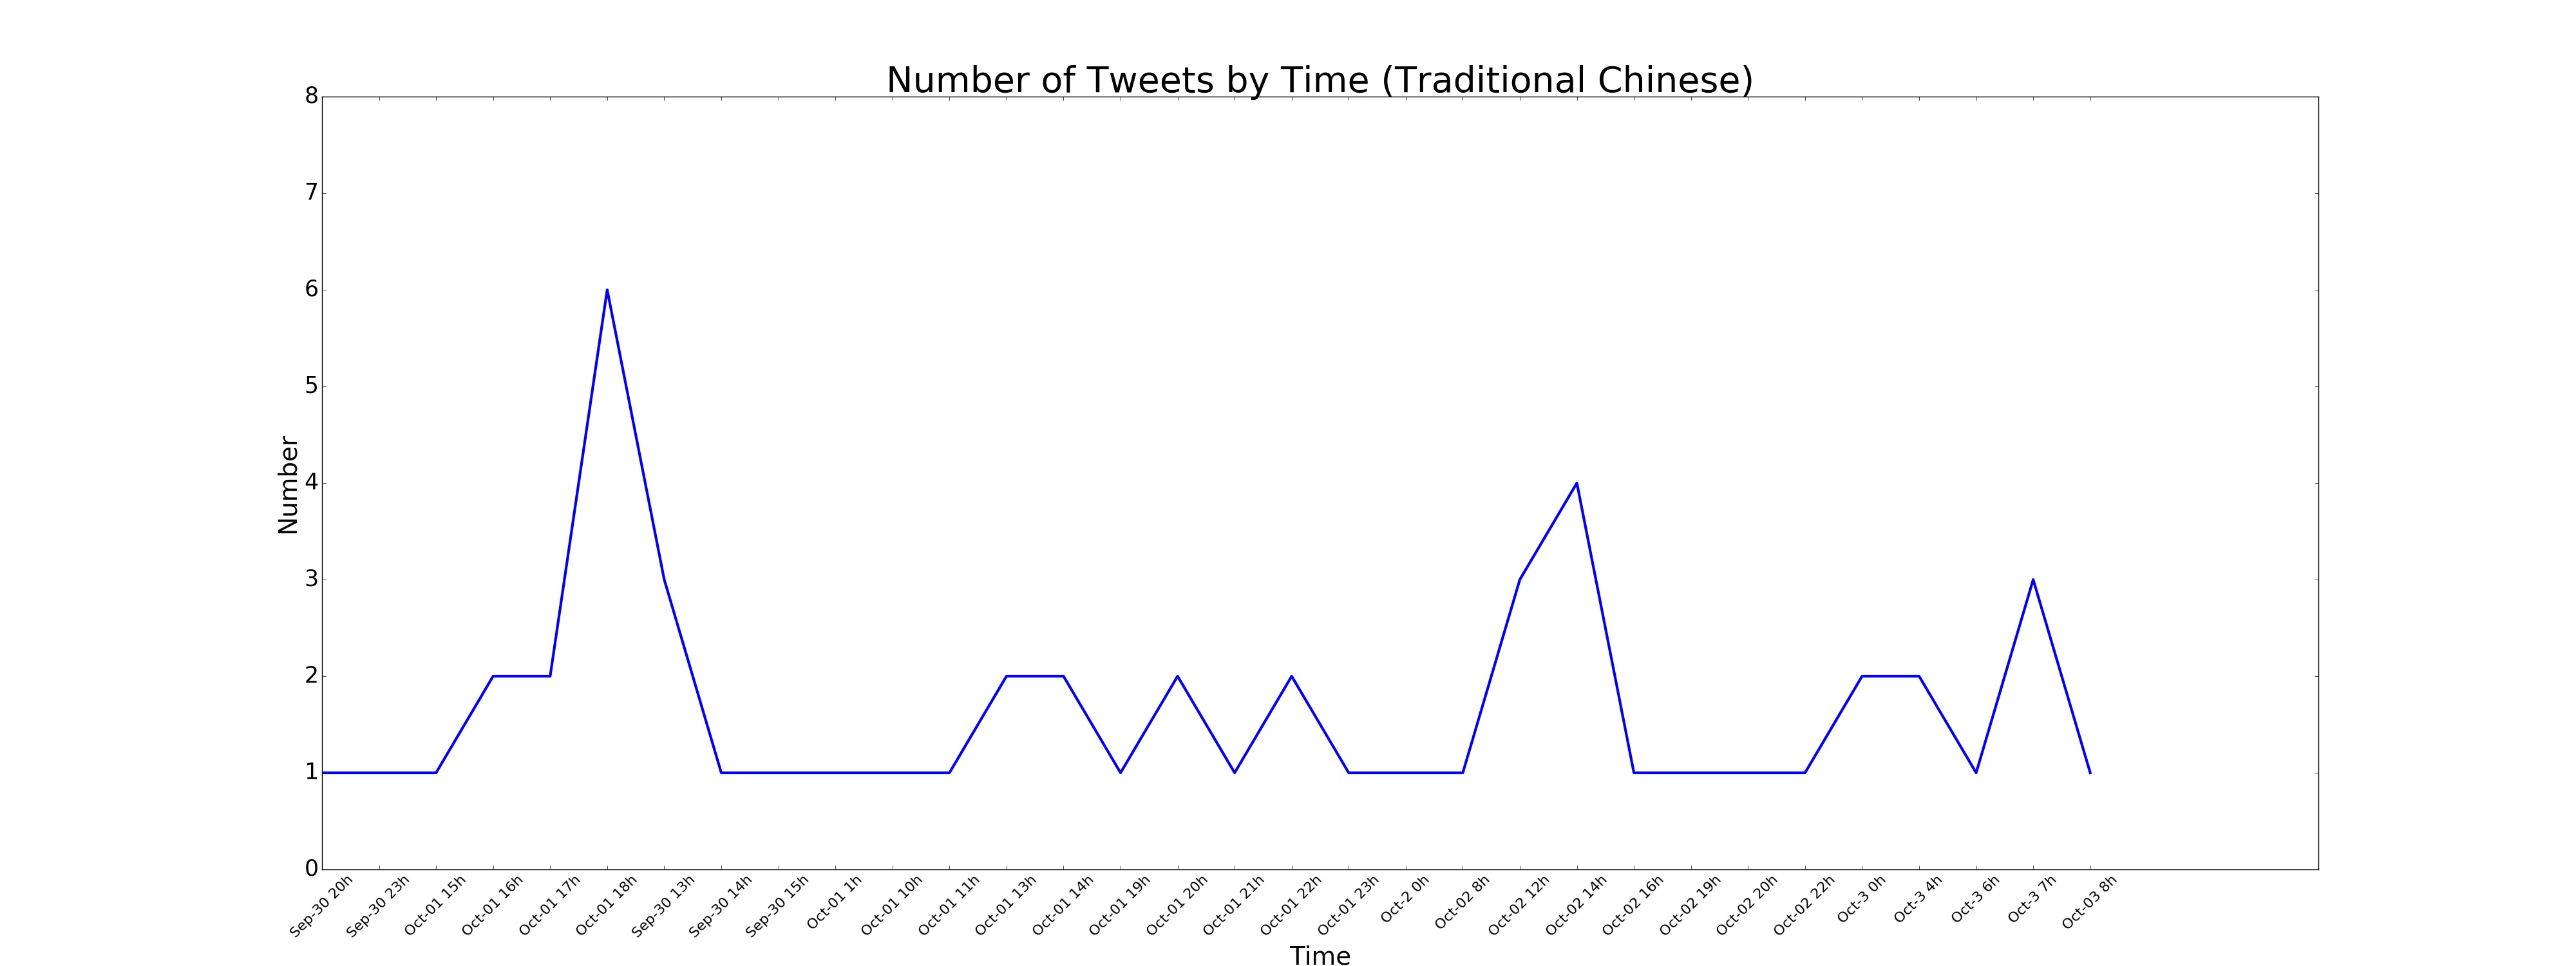 Number of Tweets by Time (Traditional Chinese)
8
7
6
5
4
3
2
1
0
Number
Sep-30 20h
Sep-30 23h
Oct-01 15h
Oct-01 16h
Oct-01 17h
Oct-01 18h
Sep-30 13h
Sep-30 14h
Sep-30 15h
Oct-01 1h
Oct-01 10h
Oct-01 11h
Oct-01 13h
Oct-01 14h
Oct-01 19h
Oct-01 20h
Oct-01 21h
Oct-01 22h
Oct-01 23h
Oct-2 0h
Oct-02 8h
Oct-02 12h
Oct-02 14h
Oct-02 16h
Oct-02 19h
Oct-02 20h
Oct-02 22h
Oct-3 0h
Oct-3 4h
Oct-3 6h
Oct-3 7h
Oct-03 8h
Time